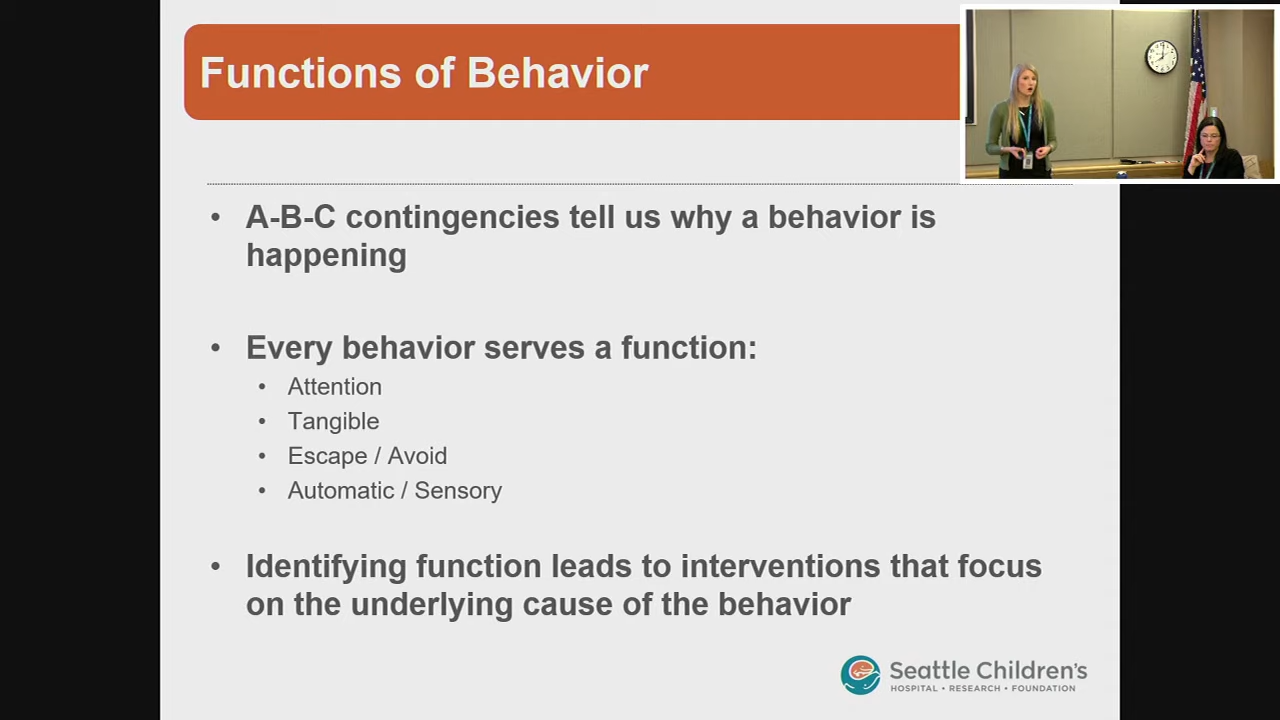 Functions of Behavior
• A-B-C contingencies tell us why a behavior is
happening
• Every behavior serves a function:
• Attention
• Tangible
• Escape / Avoid
• Automatic / Sensory
• Identifying function leads to interventions that focus
on the underlying cause of the behavior
Seattle Children's
HOSPITAL • RESEARCH • FOUNDATION